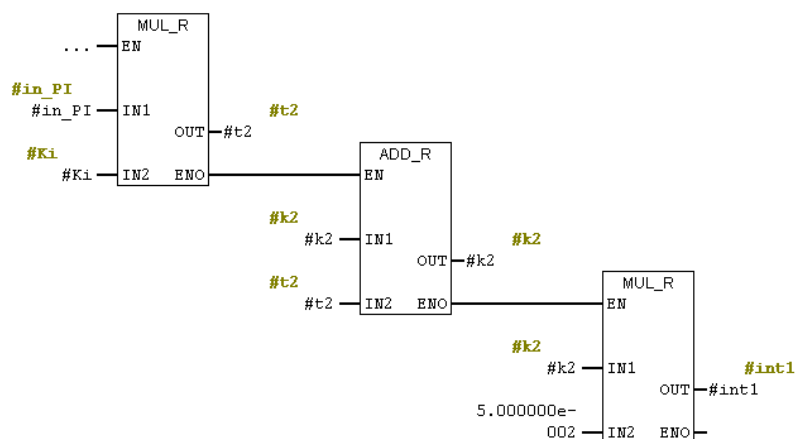 MUL_R
... EN
#in_PI
#in_PI IN1
#t2
OUT #t2
#Ki
#Ki IN2 ENO
ADD_R
EN
#k2
#k2 IN1
#k2
OUT #k2
#t2
#t2 IN2 ENO
MUL_R
EN
#k2
#k2 IN1
#int1
OUT #int1
5.000000e-
002 IN2 ENO